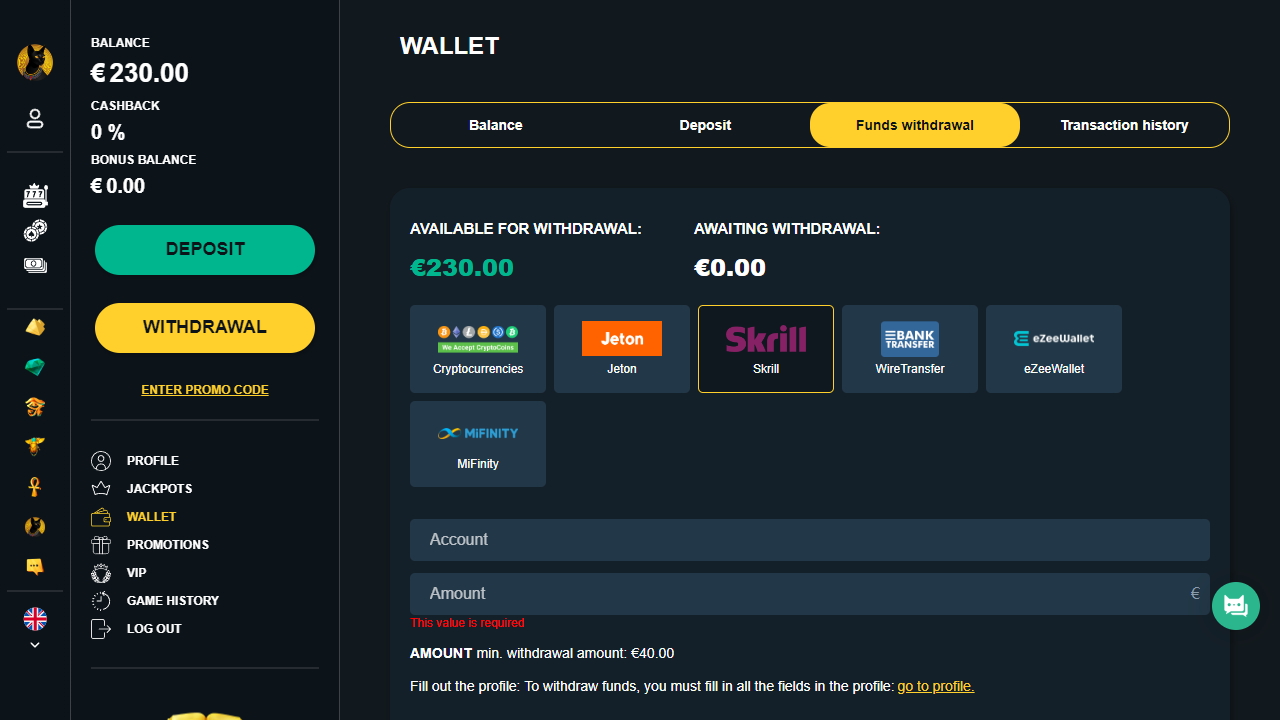 BALANCE
€ 230.00
CASHBACK
0 %
BONUS BALANCE
€ 0.00
DEPOSIT
WITHDRAWAL
ENTER PROMO CODE
PROFILE
JACKPOTS
WALLET
PROMOTIONS
VIP
GAME HISTORY
LOG OUT
WALLET
Balance Deposit Funds withdrawal Transaction history
AVAILABLE FOR WITHDRAWAL: AWAITING WITHDRAWAL:
€230.00 €0.00
We Accept CryptoCoins
Cryptocurrencies
Jeton
Jeton
Skrill
Skrill
BANK
TRANSFER
WireTransfer
eZeeWallet
eZeeWallet
MiFINITY
MiFinity
Account
Amount €
This value is required
AMOUNT min. withdrawal amount: €40.00
Fill out the profile: To withdraw funds, you must fill in all the fields in the profile: go to profile.